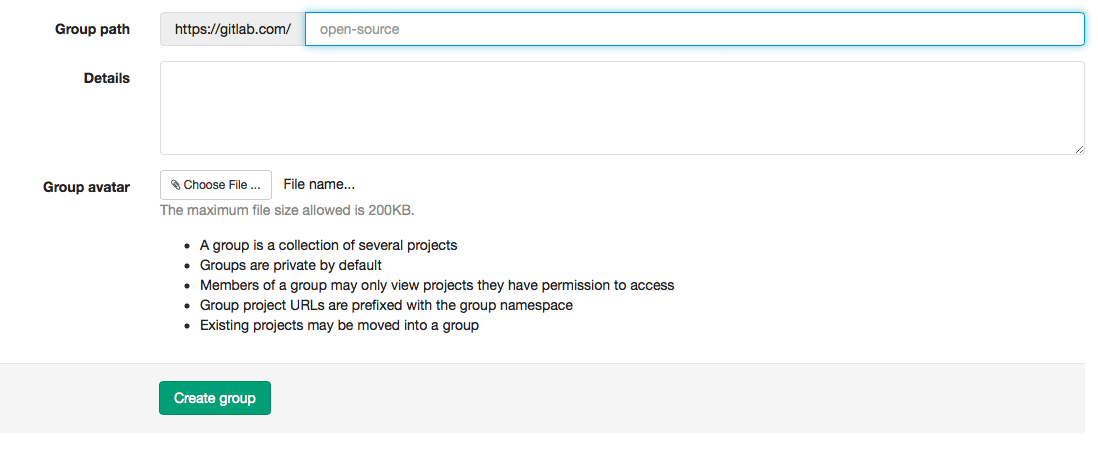 Group path https://gitlab.com/ open-source
Details
Group avatar Choose File ... File name...
The maximum file size allowed is 200KB.
• A group is a collection of several projects
• Groups are private by default
• Members of a group may only view projects they have permission to access
• Group project URLs are prefixed with the group namespace
• Existing projects may be moved into a group
Create group